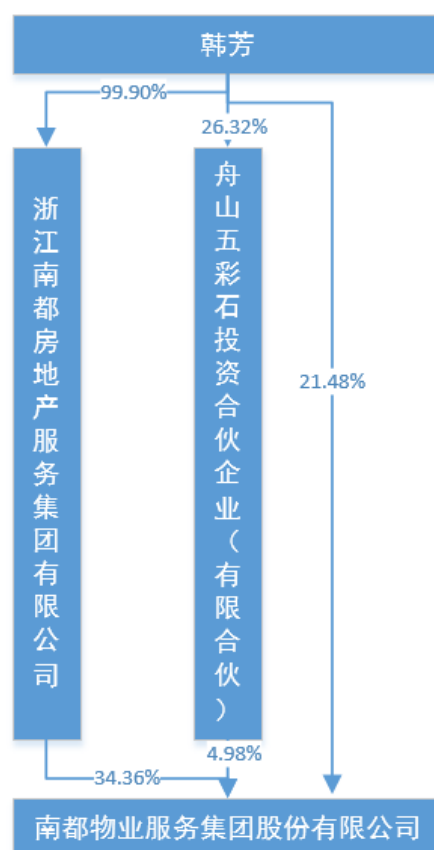 韩芳
99.90%
26.32%
浙江南都房地产服务集团有限公司
舟山五彩石投资合伙企业（有限合伙）
21.48%
4.98%
34.36%
南都物业服务集团股份有限公司